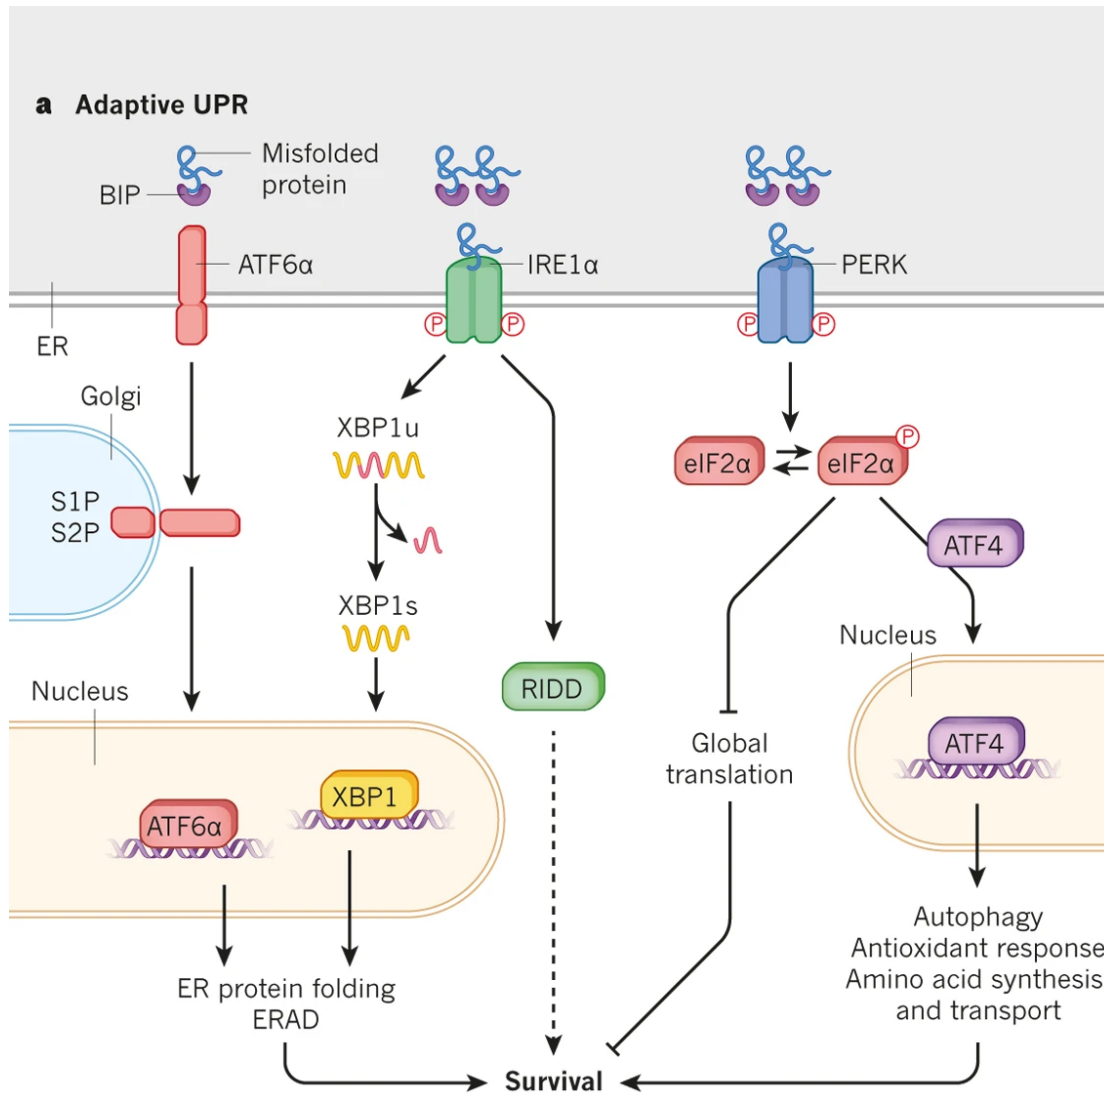 a Adaptive UPR
Misfolded
protein
BIP
ATF6α
IRE1α
PERK
P
P
P
P
ER
Golgi
XBP1u
P
eIF2α
eIF2α
S1P
S2P
ATF4
XBP1s
Nucleus
RIDD
Nucleus
Global
translation
ATF4
XBP1
ATF6α
Autophagy
Antioxidant response
Amino acid synthesis
and transport
ER protein folding
ERAD
Survival